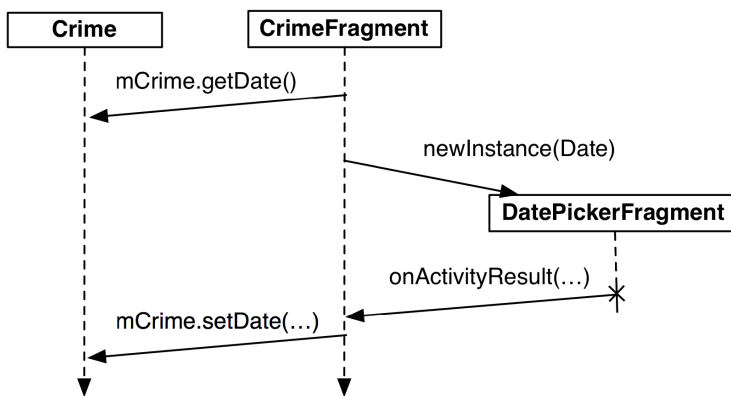 Crime
CrimeFragment
mCrime.getDate()
newInstance(Date)
DatePickerFragment
onActivityResult(…)
mCrime.setDate(…)